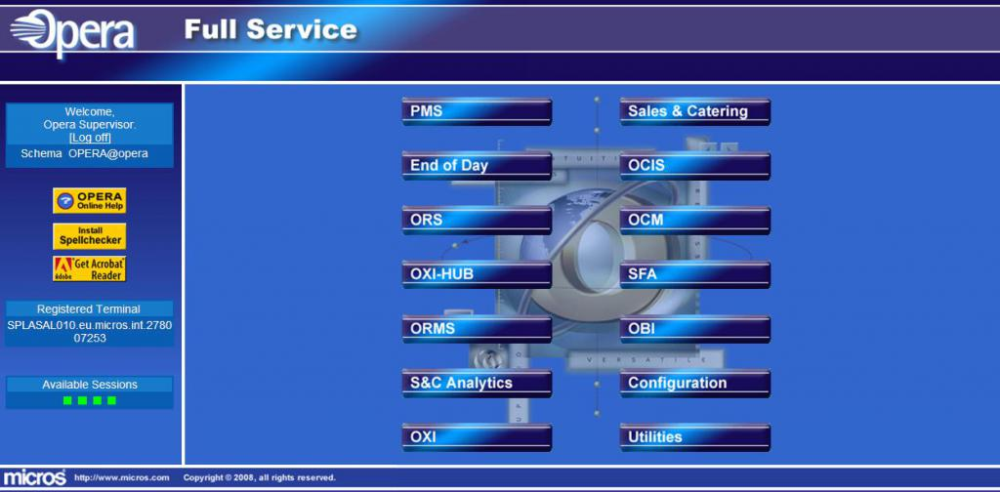 Opera
Full Service
Welcome,
Opera Supervisor.
[Log off]
Schema OPERA@opera
OPERA
Online Help
Install
Spellchecker
Get Acrobat
Reader
Adobe
Registered Terminal
SPLASAL010.eu.micros.int.2780
07253
Available Sessions
PMS
Sales & Catering
End of Day
OCIS
ORS
OCM
OXI-HUB
SFA
ORMS
OBI
VERSATILE
S&C Analytics
Configuration
OXI
Utilities
micros
http://www.micros.com
Copyright © 2008, all rights reserved.